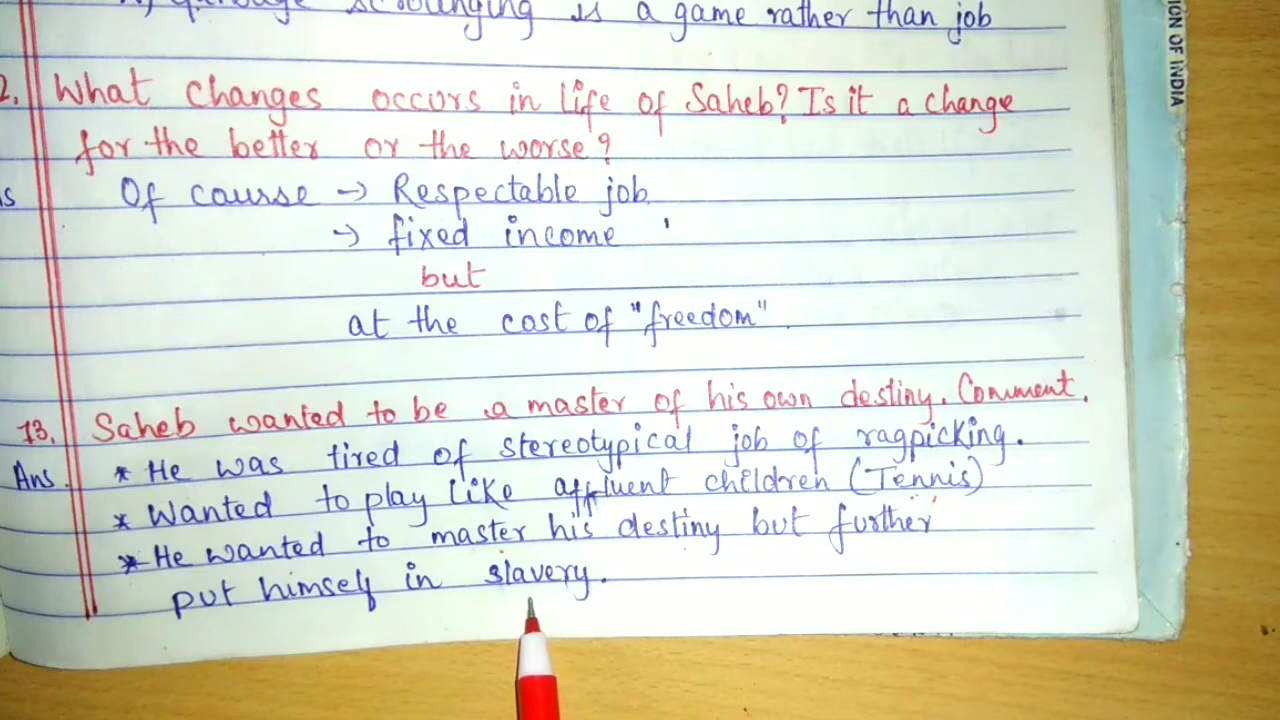 garbage scrounging is a game rather than job
2. What changes occurs in life of Saheb? Is it a change
for the better or the worse?
Of course → Respectable job
→ fixed income
but
at the cost of "freedom".
13. Saheb wanted to be a master of his own destiny. Comment.
Ans. * He was tired of stereotypical job of ragpicking.
* Wanted to play like affluent children (Tennis)
* He wanted to master his destiny but further
put himself in slavery.
ION OF INDIA